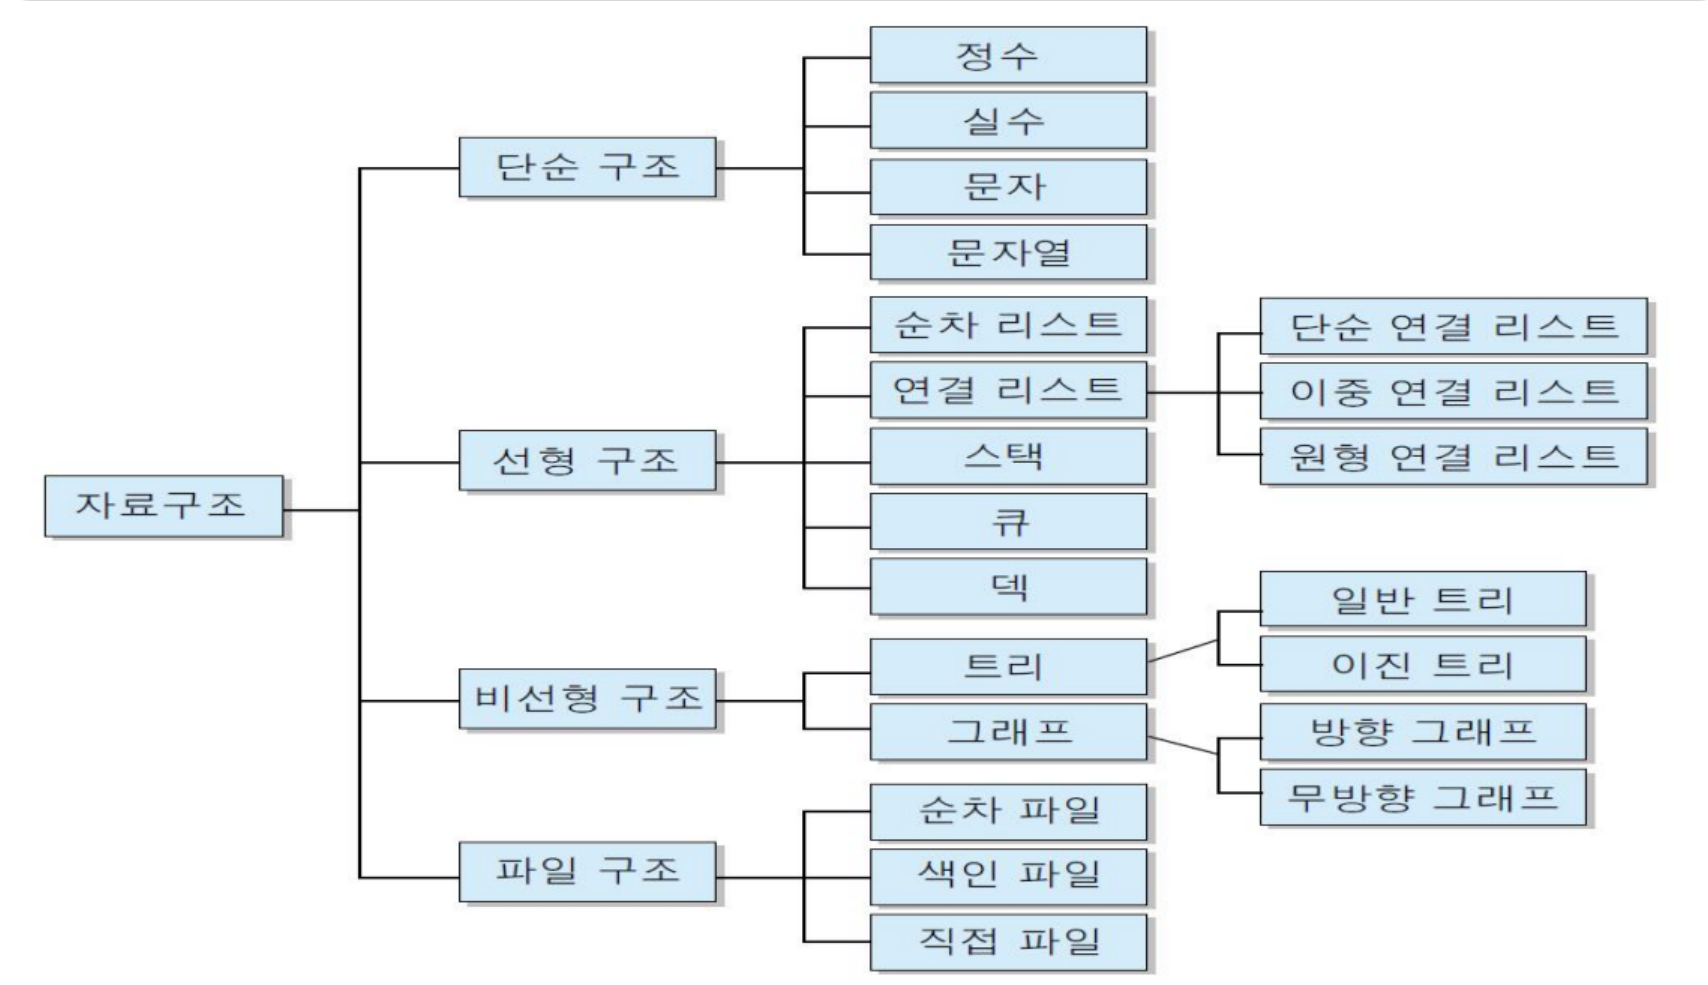 자료구조
단순 구조
정수
실수
문자
문자열
선형 구조
순차 리스트
연결 리스트
단순 연결 리스트
이중 연결 리스트
원형 연결 리스트
스택
큐
덱
비선형 구조
트리
일반 트리
이진 트리
그래프
방향 그래프
무방향 그래프
파일 구조
순차 파일
색인 파일
직접 파일